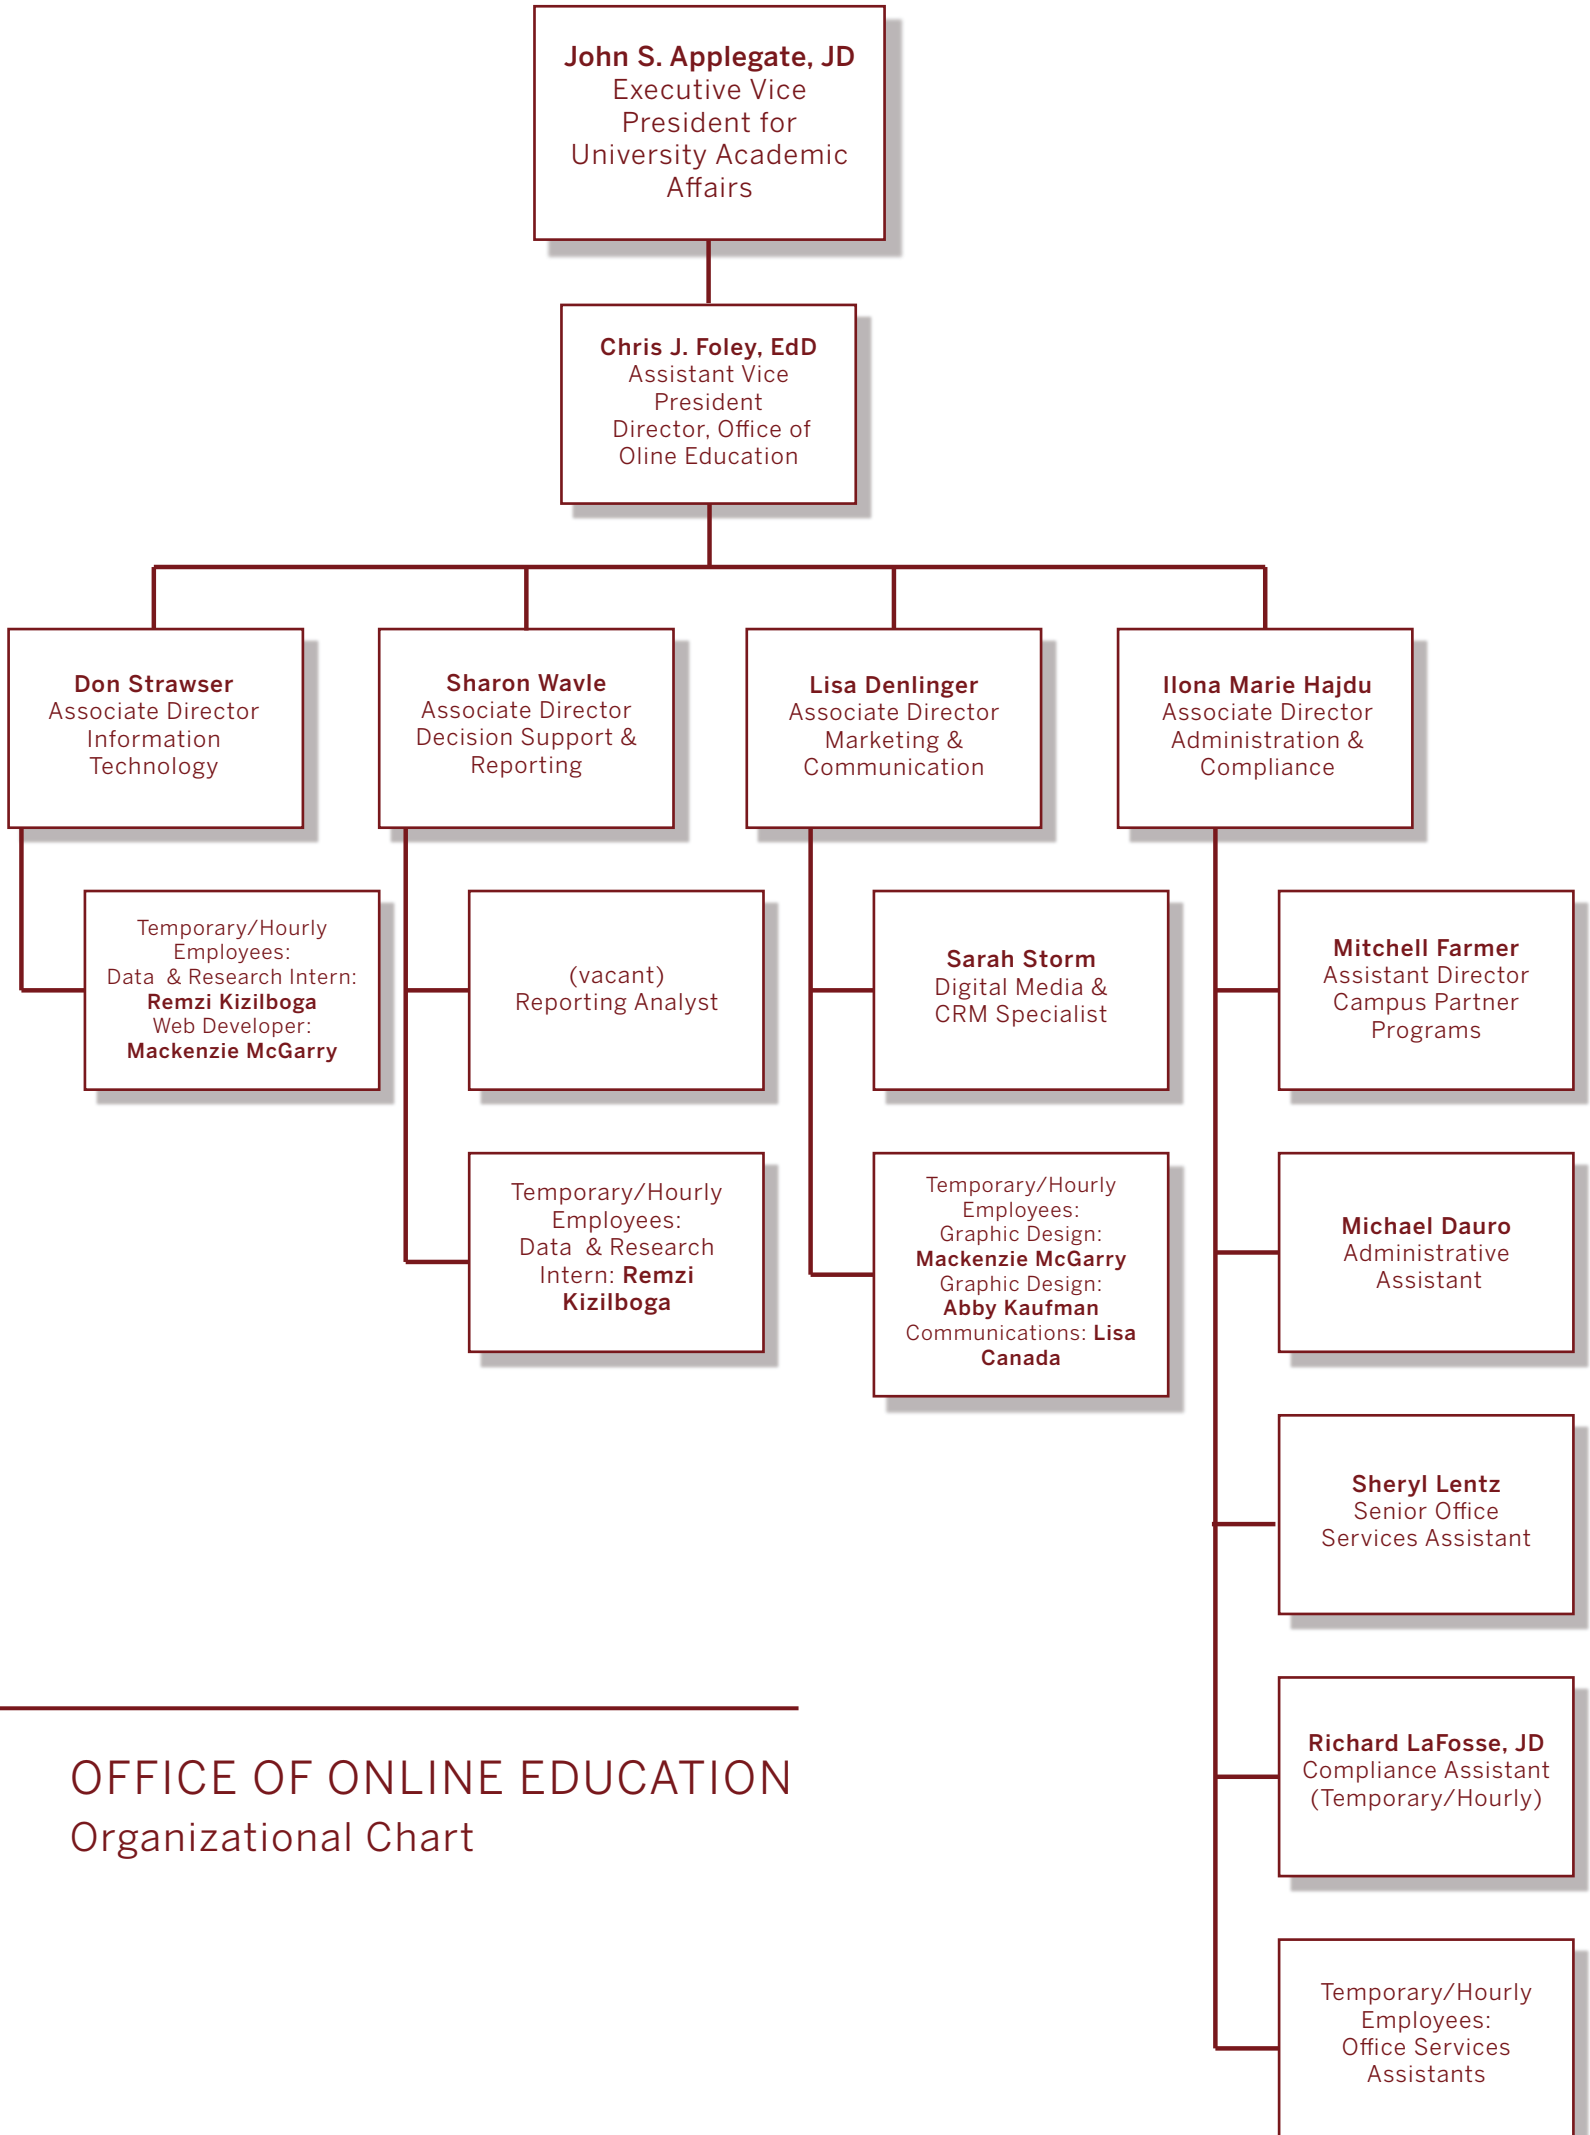 John S. Applegate, JD
Executive Vice
President for
University Academic
Affairs
Chris J. Foley, EdD
Assistant Vice
President
Director, Office of
Oline Education
Don Strawser
Associate Director
Information
Technology
Sharon Wavle
Associate Director
Decision Support &
Reporting
Lisa Denlinger
Associate Director
Marketing &
Communication
Ilona Marie Hajdu
Associate Director
Administration &
Compliance
Temporary/Hourly
Employees:
Data & Research Intern:
Remzi Kizilboga
Web Developer:
Mackenzie McGarry
(vacant)
Reporting Analyst
Sarah Storm
Digital Media &
CRM Specialist
Mitchell Farmer
Assistant Director
Campus Partner
Programs
Temporary/Hourly
Employees:
Data & Research
Intern: Remzi
Kizilboga
Temporary/Hourly
Employees:
Graphic Design:
Mackenzie McGarry
Graphic Design:
Abby Kaufman
Communications: Lisa
Canada
Michael Dauro
Administrative
Assistant
Sheryl Lentz
Senior Office
Services Assistant
Richard LaFosse, JD
Compliance Assistant
(Temporary/Hourly)
Temporary/Hourly
Employees:
Office Services
Assistants
OFFICE OF ONLINE EDUCATION
Organizational Chart